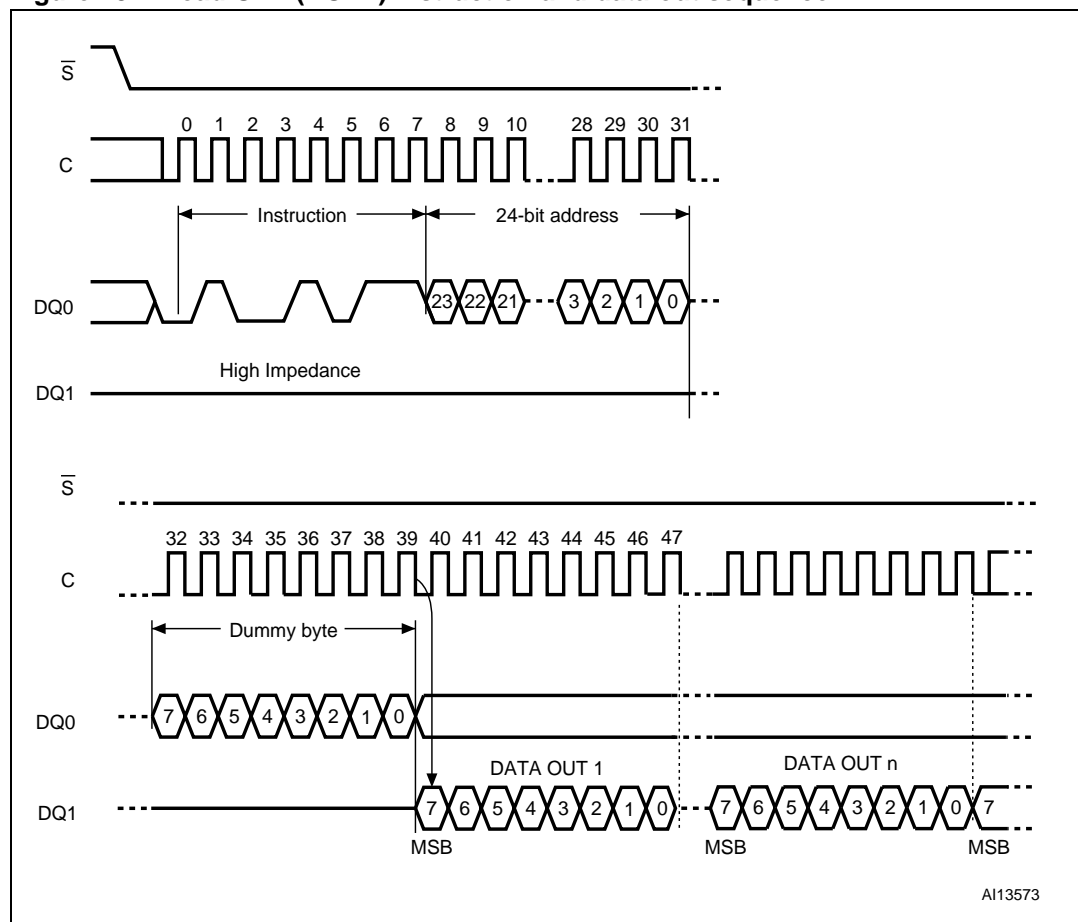 S
0 1 2 3 4 5 6 7 8 9 10 28 29 30 31
C
Instruction 24-bit address
DQ0 23 22 21 3 2 1 0
High Impedance
DQ1
S
32 33 34 35 36 37 38 39 40 41 42 43 44 45 46 47
C
Dummy byte
DQ0 7 6 5 4 3 2 1 0
DATA OUT 1 DATA OUT n
DQ1 7 6 5 4 3 2 1 0 7 6 5 4 3 2 1 0 7
MSB MSB MSB
AI13573